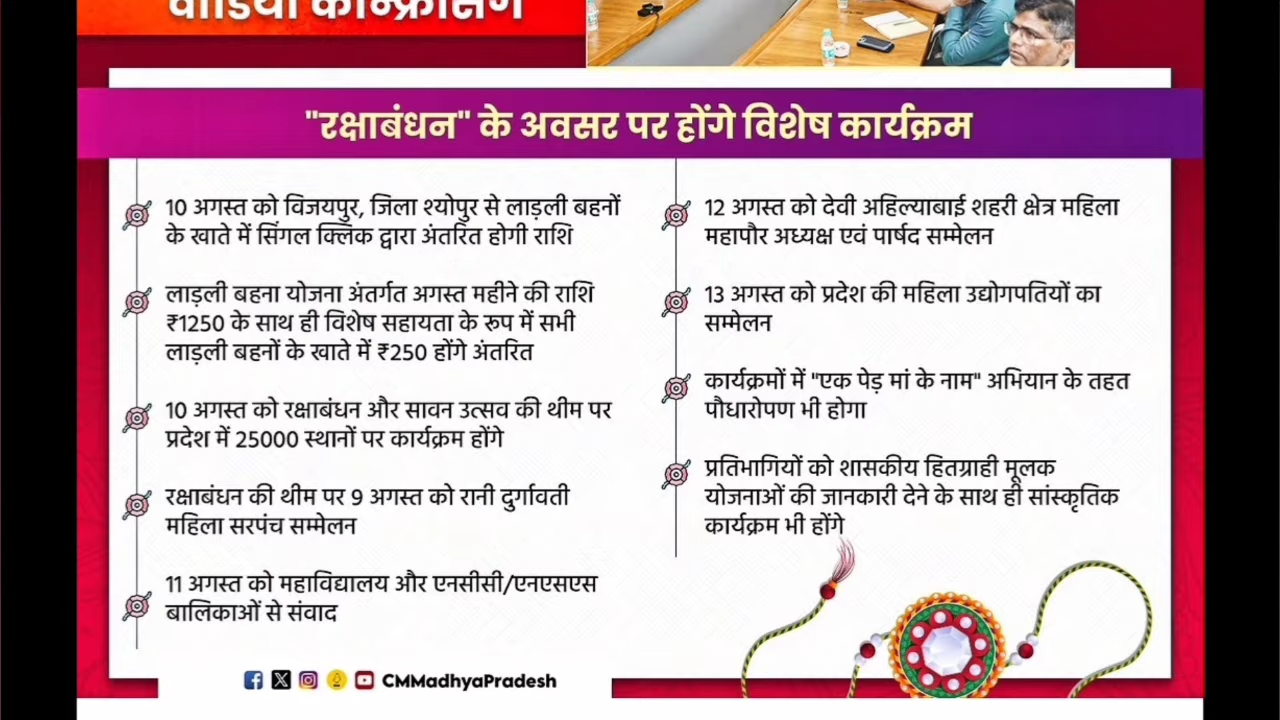 वीडियो कॉन्फ्रेंसिंग
"रक्षाबंधन" के अवसर पर होंगे विशेष कार्यक्रम
10 अगस्त को विजयपुर, जिला श्योपुर से लाड़ली बहनों
के खाते में सिंगल क्लिक द्वारा अंतरित होगी राशि
लाड़ली बहना योजना अंतर्गत अगस्त महीने की राशि
₹1250 के साथ ही विशेष सहायता के रूप में सभी
लाड़ली बहनों के खाते में ₹250 होंगे अंतरित
10 अगस्त को रक्षाबंधन और सावन उत्सव की थीम पर
प्रदेश में 25000 स्थानों पर कार्यक्रम होंगे
रक्षाबंधन की थीम पर 9 अगस्त को रानी दुर्गावती
महिला सरपंच सम्मेलन
11 अगस्त को महाविद्यालय और एनसीसी/एनएसएस
बालिकाओं से संवाद
12 अगस्त को देवी अहिल्याबाई शहरी क्षेत्र महिला
महापौर अध्यक्ष एवं पार्षद सम्मेलन
13 अगस्त को प्रदेश की महिला उद्योगपतियों का
सम्मेलन
कार्यक्रमों में "एक पेड़ मां के नाम" अभियान के तहत
पौधारोपण भी होगा
प्रतिभागियों को शासकीय हितग्राही मूलक
योजनाओं की जानकारी देने के साथ ही सांस्कृतिक
कार्यक्रम भी होंगे
CMMadhyaPradesh